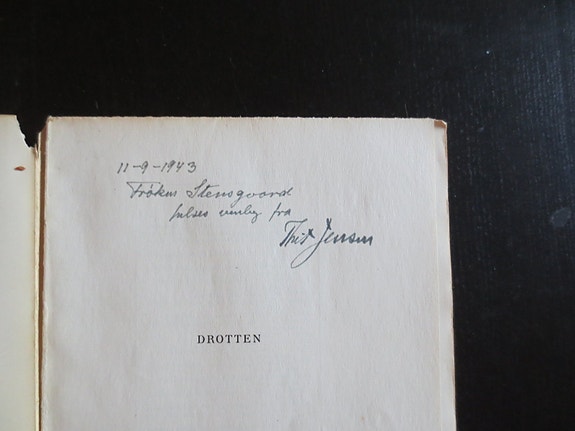 11-9-1943
Frøken Stensgaard
hilses venlig fra
Thit Jensen
DROTTEN